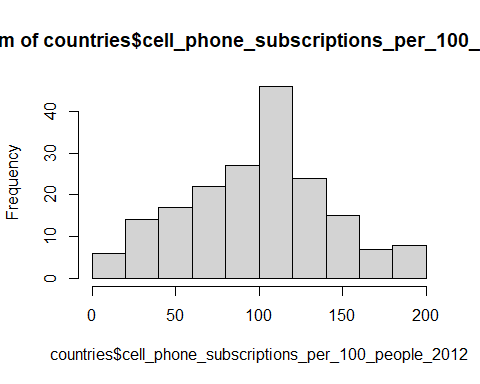 m of countries$cell_phone_subscriptions_per_100_
Frequency
40
30
20
10
0
0 50 100 150 200
countries$cell_phone_subscriptions_per_100_people_2012